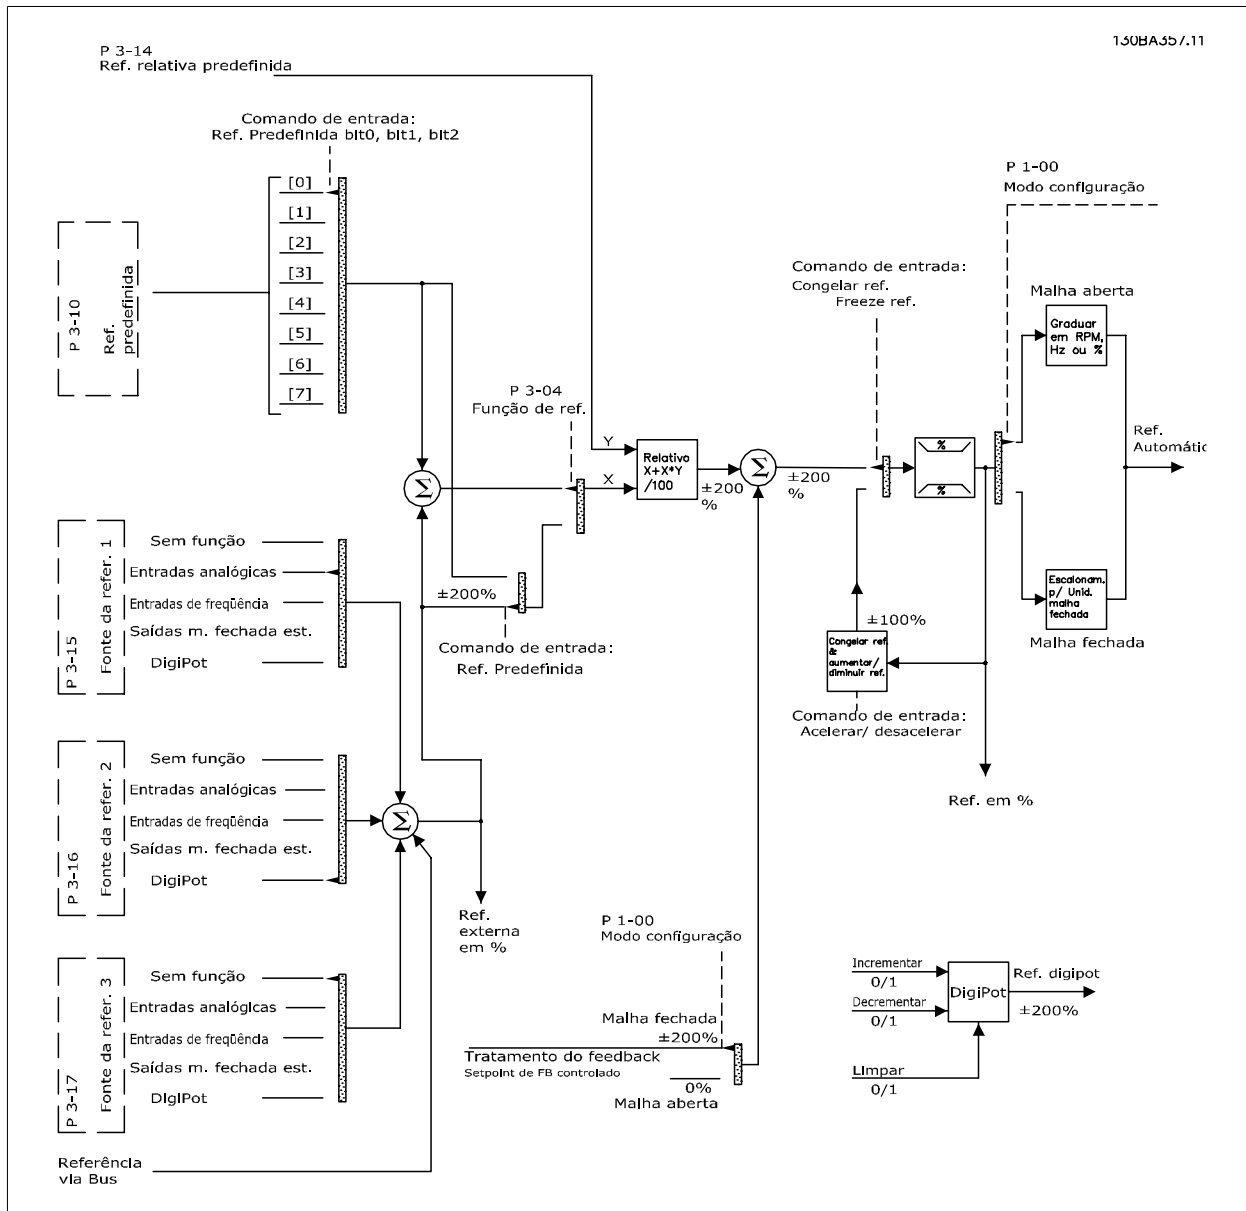 130BA357.11
P 3-14
Ref. relativa predefinida
Comando de entrada:
Ref. Predefinida bit0, bit1, bit2
[0]
[1]
[2]
[3]
[4]
[5]
[6]
[7]
P 3-10
Ref.
predefinida
P 1-00
Modo configuração
Comando de entrada:
Congelar ref.
Freeze ref.
Malha aberta
Graduar
em RPM,
Hz ou %
P 3-04
Função de ref.
Y
X
Relativo
X+X*Y
/100
±200
%
Σ
±200
%
%
%
Ref.
Automátic
Σ
P 3-15
Fonte da refer. 1
Sem função
Entradas analógicas
Entradas de freqüência
Saídas m. fechada est.
DigiPot
±200%
Comando de entrada:
Ref. Predefinida
Escalonam.
p/ Unid.
malha
fechada
Malha fechada
±100%
Congelar ref.
&
aumentar/
diminuir ref.
Comando de entrada:
Acelerar/ desacelerar
Ref. em %
P 3-16
Fonte da refer. 2
Sem função
Entradas analógicas
Entradas de freqüência
Saídas m. fechada est.
DigiPot
Σ
Ref.
externa
em %
P 3-17
Fonte da refer. 3
Sem função
Entradas analógicas
Entradas de freqüência
Saídas m. fechada est.
DigiPot
Referência
via Bus
P 1-00
Modo configuração
Malha fechada
±200%
Tratamento do feedback
Setpoint de FB controlado
0%
Malha aberta
Incrementar
0/1
Decrementar
0/1
DigiPot
Ref. digipot
±200%
Limpar
0/1